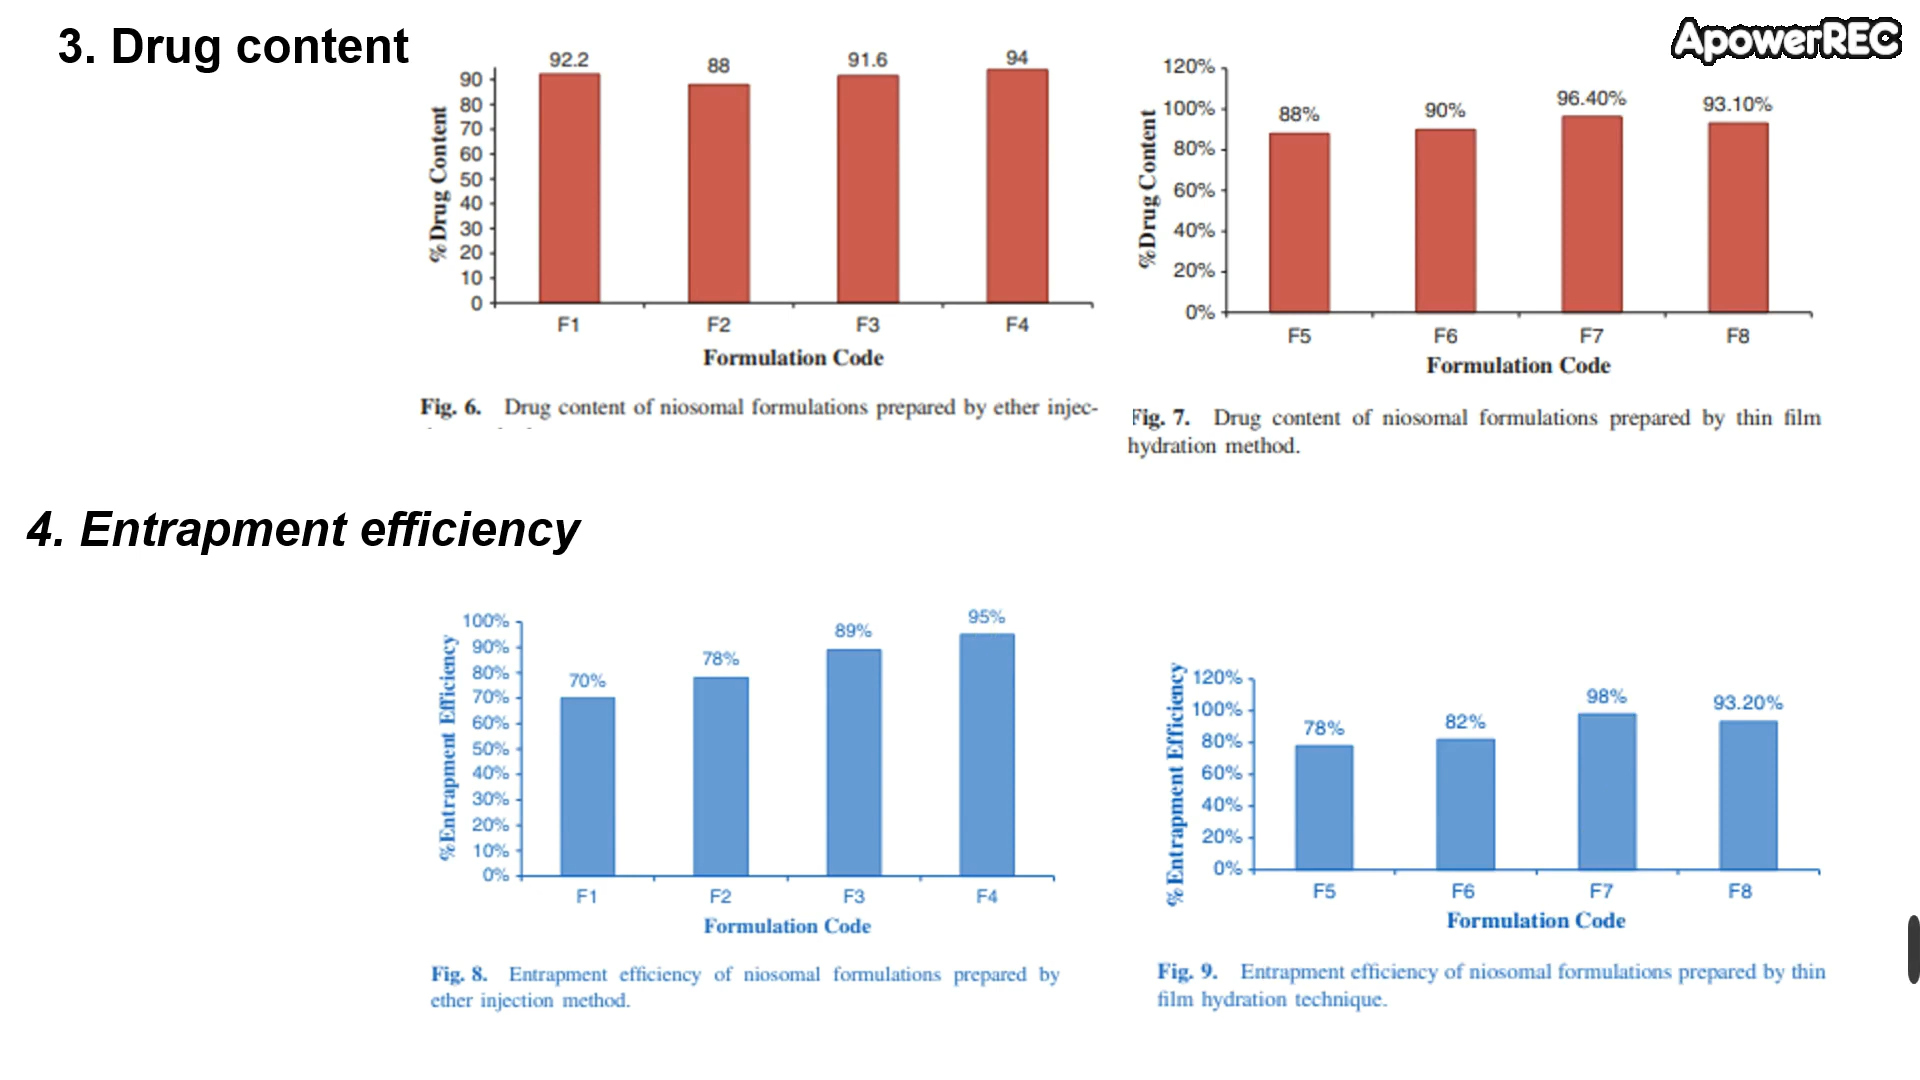 3. Drug content
ApowerREC
%Drug Content
90
80
70
60
50
40
30
20
10
0
92.2
88
91.6
94
F1
F2
F3
F4
Formulation Code
Fig. 6. Drug content of niosomal formulations prepared by ether injec-
%Drug Content
120%
100%
80%
60%
40%
20%
0%
88%
90%
96.40%
93.10%
F5
F6
F7
F8
Formulation Code
Fig. 7. Drug content of niosomal formulations prepared by thin film
hydration method.
4. Entrapment efficiency
%Entrapment Efficiency
100%
90%
80%
70%
60%
50%
40%
30%
20%
10%
0%
70%
78%
89%
95%
F1
F2
F3
F4
Formulation Code
Fig. 8. Entrapment efficiency of niosomal formulations prepared by
ether injection method.
% Entrapment Efficiency
120%
100%
80%
60%
40%
20%
0%
78%
82%
98%
93.20%
F5
F6
F7
F8
Formulation Code
Fig. 9. Entrapment efficiency of niosomal formulations prepared by thin
film hydration technique.